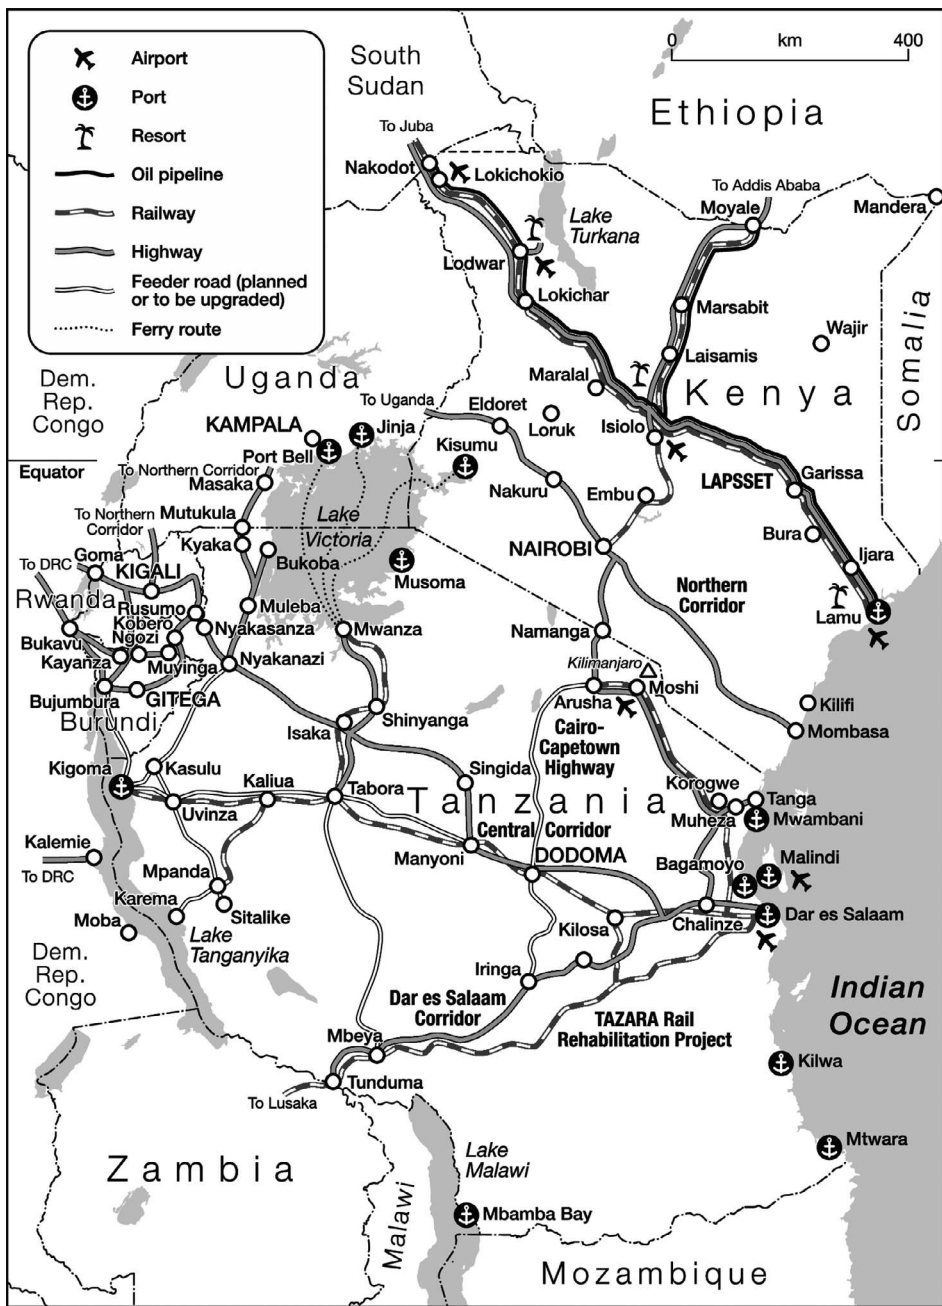 Airport
Port
Resort
Oil pipeline
Railway
Highway
Feeder road (planned
or to be upgraded)
Ferry route
0 km 400
South
Sudan
Ethiopia
To Juba
Nakodot
Lokichokio
To Addis Ababa
Moyale
Mandera
Lake
Turkana
Lodwar
Lokichar
Marsabit
Wajir
Somalia
Laisamis
Maralal
Kenya
Dem.
Rep.
Congo
Uganda
To Uganda
Eldoret
Loruk
Isiolo
KAMPALA
Jinja
Port Bell
Kisumu
Equator
To Northern Corridor
Masaka
Nakuru
Embu
LAPSSET
Garissa
Mutukula
Lake
Victoria
Bura
To Northern
Corridor
Kyaka
NAIROBI
Ijara
To DRC
Goma
KIGALI
Bukoba
Musoma
Northern
Corridor
Lamu
Rwanda
Rusumo
Kobero
Ngozi
Muleba
Bukavu
Nyakasanza
Mwanza
Namanga
Kayanza
Muyinga
Nyakanazi
Kilimanjaro
Moshi
Bujumbura
GITEGA
Arusha
Kilifi
Burundi
Isaka
Shinyanga
Cairo-
Capetown
Highway
Mombasa
Kigoma
Kasulu
Kaliua
Tabora
Singida
Korogwe
Tanga
Tanzania
Uvinza
Central Corridor
Muheza
Mwambani
Kalemie
To DRC
Manyoni
DODOMA
Bagamoyo
Malindi
Mpanda
Karema
Sitalike
Moba
Lake
Tanganyika
Kilosa
Chalinze
Dar es Salaam
Dem.
Rep.
Congo
Iringa
Dar es Salaam
Corridor
Indian
Ocean
TAZARA Rail
Rehabilitation Project
Mbeya
Tunduma
To Lusaka
Kilwa
Mtwara
Zambia
Lake
Malawi
Malawi
Mbamba Bay
Mozambique